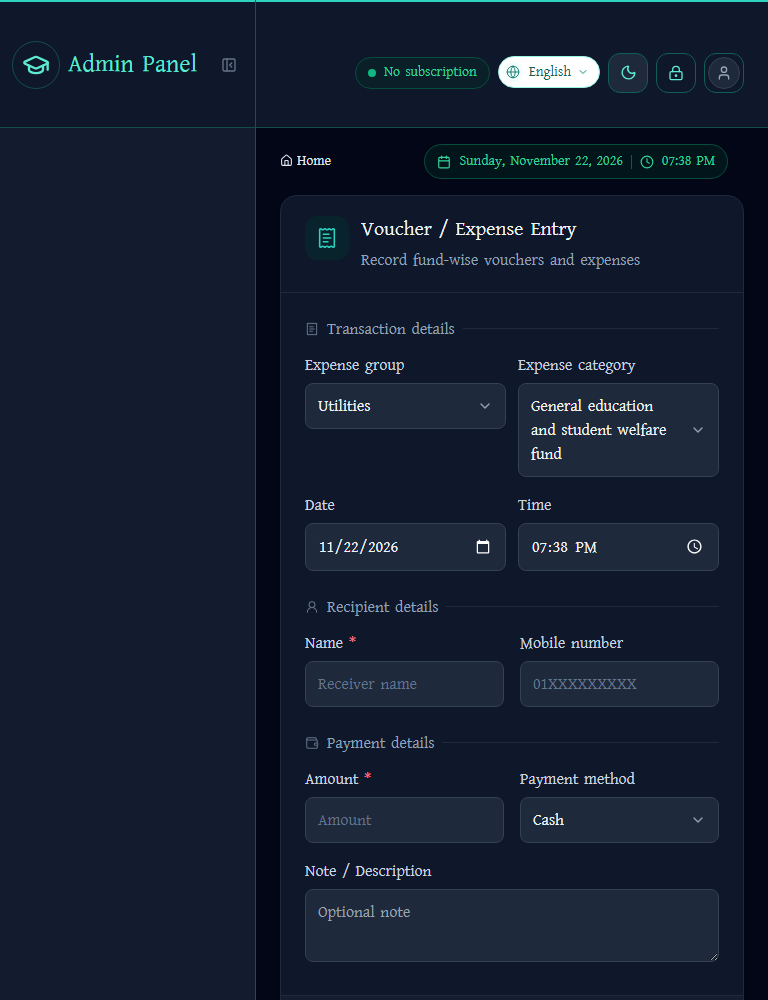 Admin Panel
No subscription
English
Home
Sunday, November 22, 2026
07:38 PM
Voucher / Expense Entry
Record fund-wise vouchers and expenses
Transaction details
Expense group
Expense category
Utilities
General education
and student welfare
fund
Date
Time
11/22/2026
07:38 PM
Recipient details
Name *
Mobile number
Receiver name
01XXXXXXXXX
Payment details
Amount *
Payment method
Amount
Cash
Note / Description
Optional note